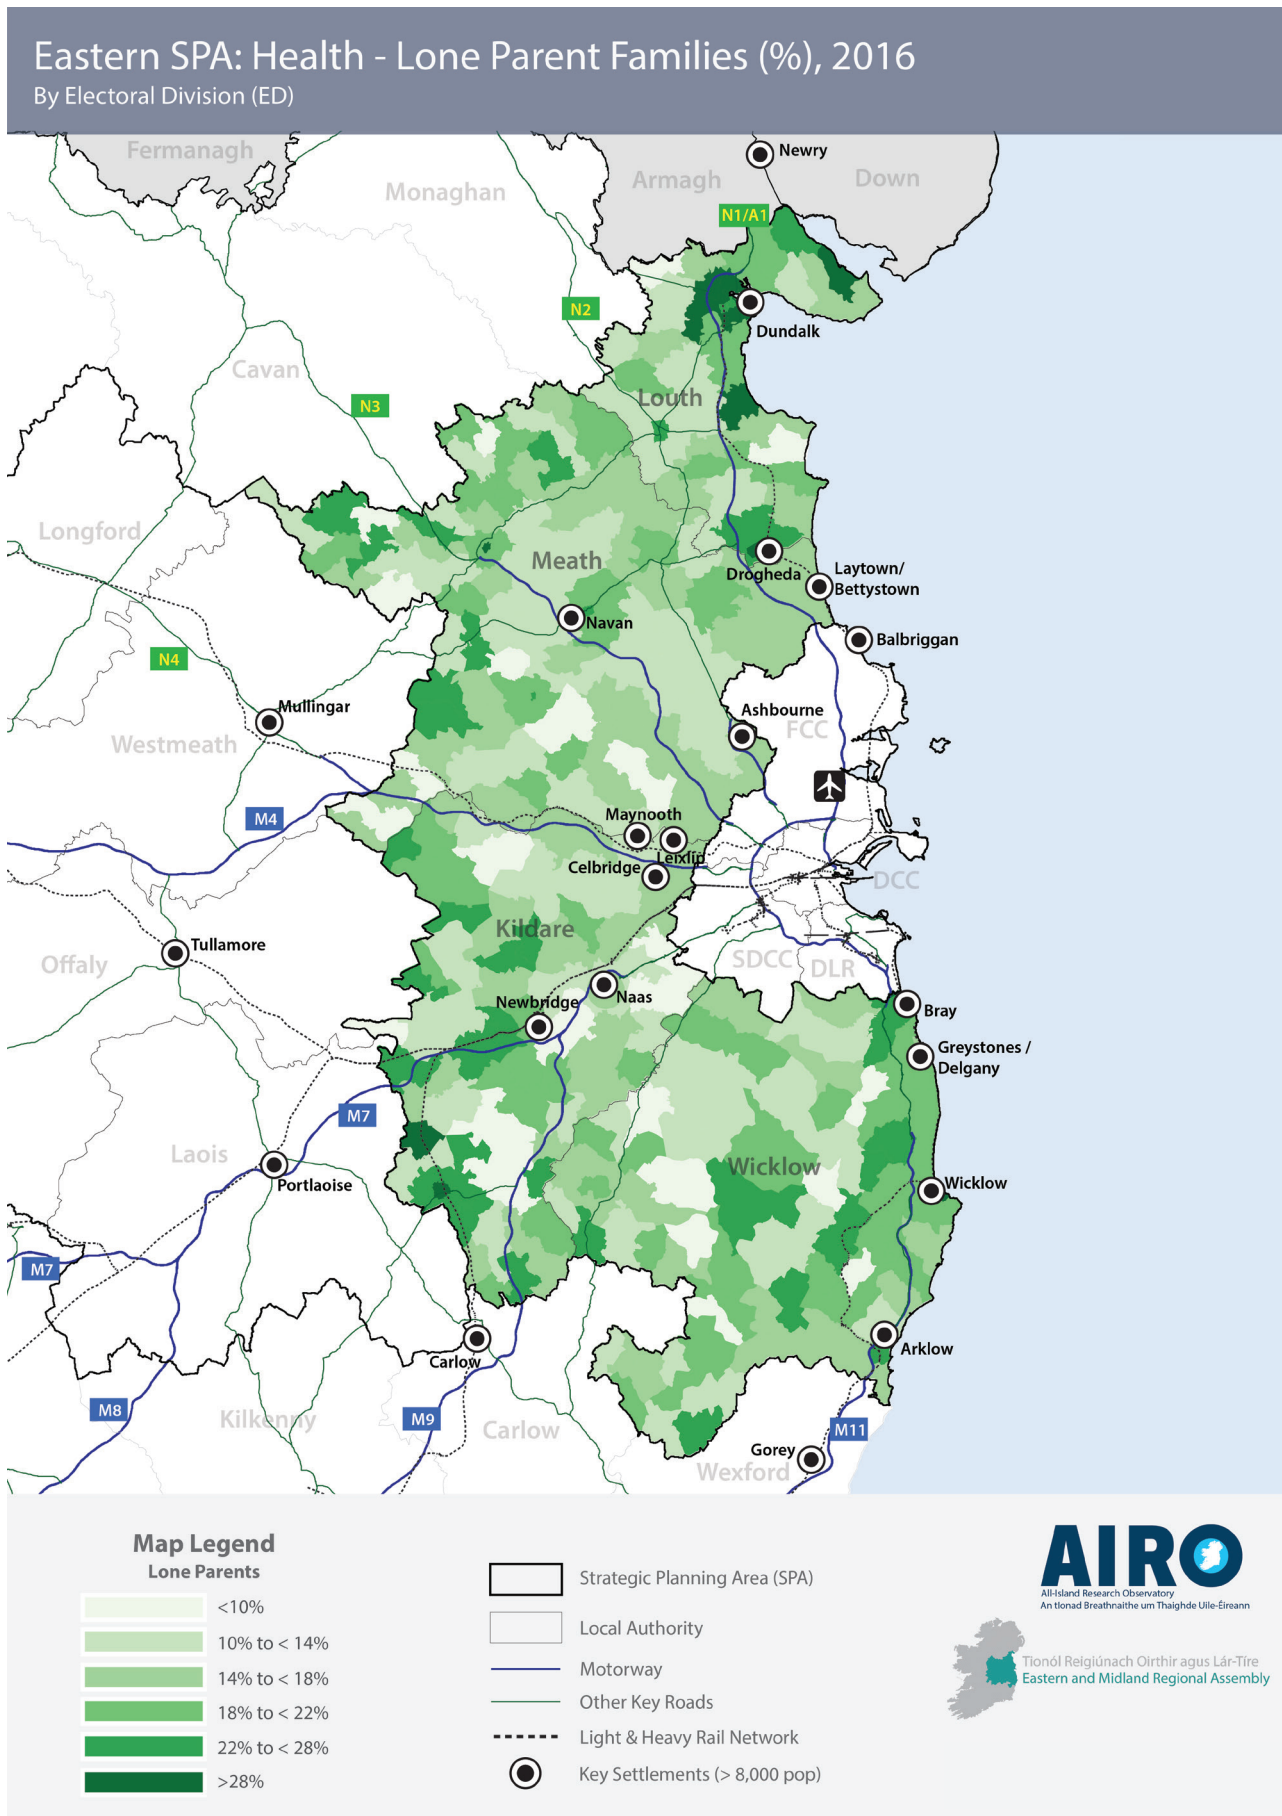 Eastern SPA: Health - Lone Parent Families (%), 2016
By Electoral Division (ED)
Fermanagh
Monaghan
Armagh
Newry
Down
N1/A1
N2
Dundalk
Cavan
Louth
N3
Longford
Meath
Drogheda
Laytown/
Bettystown
Navan
Balbriggan
N4
Mullingar
Ashbourne
FCC
Westmeath
M4
Maynooth
Leixlip
Celbridge
DCC
Kildare
Tullamore
Offaly
SDCC
DLR
Naas
Newbridge
Bray
Greystones /
Delgany
M7
Laois
Wicklow
Portlaoise
Wicklow
M7
Arklow
Carlow
M8
Kilkenny
M9
Carlow
M11
Gorey
Wexford
Map Legend
Lone Parents
<10%
10% to < 14%
14% to < 18%
18% to < 22%
22% to < 28%
>28%
Strategic Planning Area (SPA)
Local Authority
Motorway
Other Key Roads
Light & Heavy Rail Network
Key Settlements (> 8,000 pop)
AIRO
All-Island Research Observatory
An tIonad Breathnaithe um Thaighde Uile-Éireann
Tionól Reigiúnach Oirthir agus Lár-Tíre
Eastern and Midland Regional Assembly